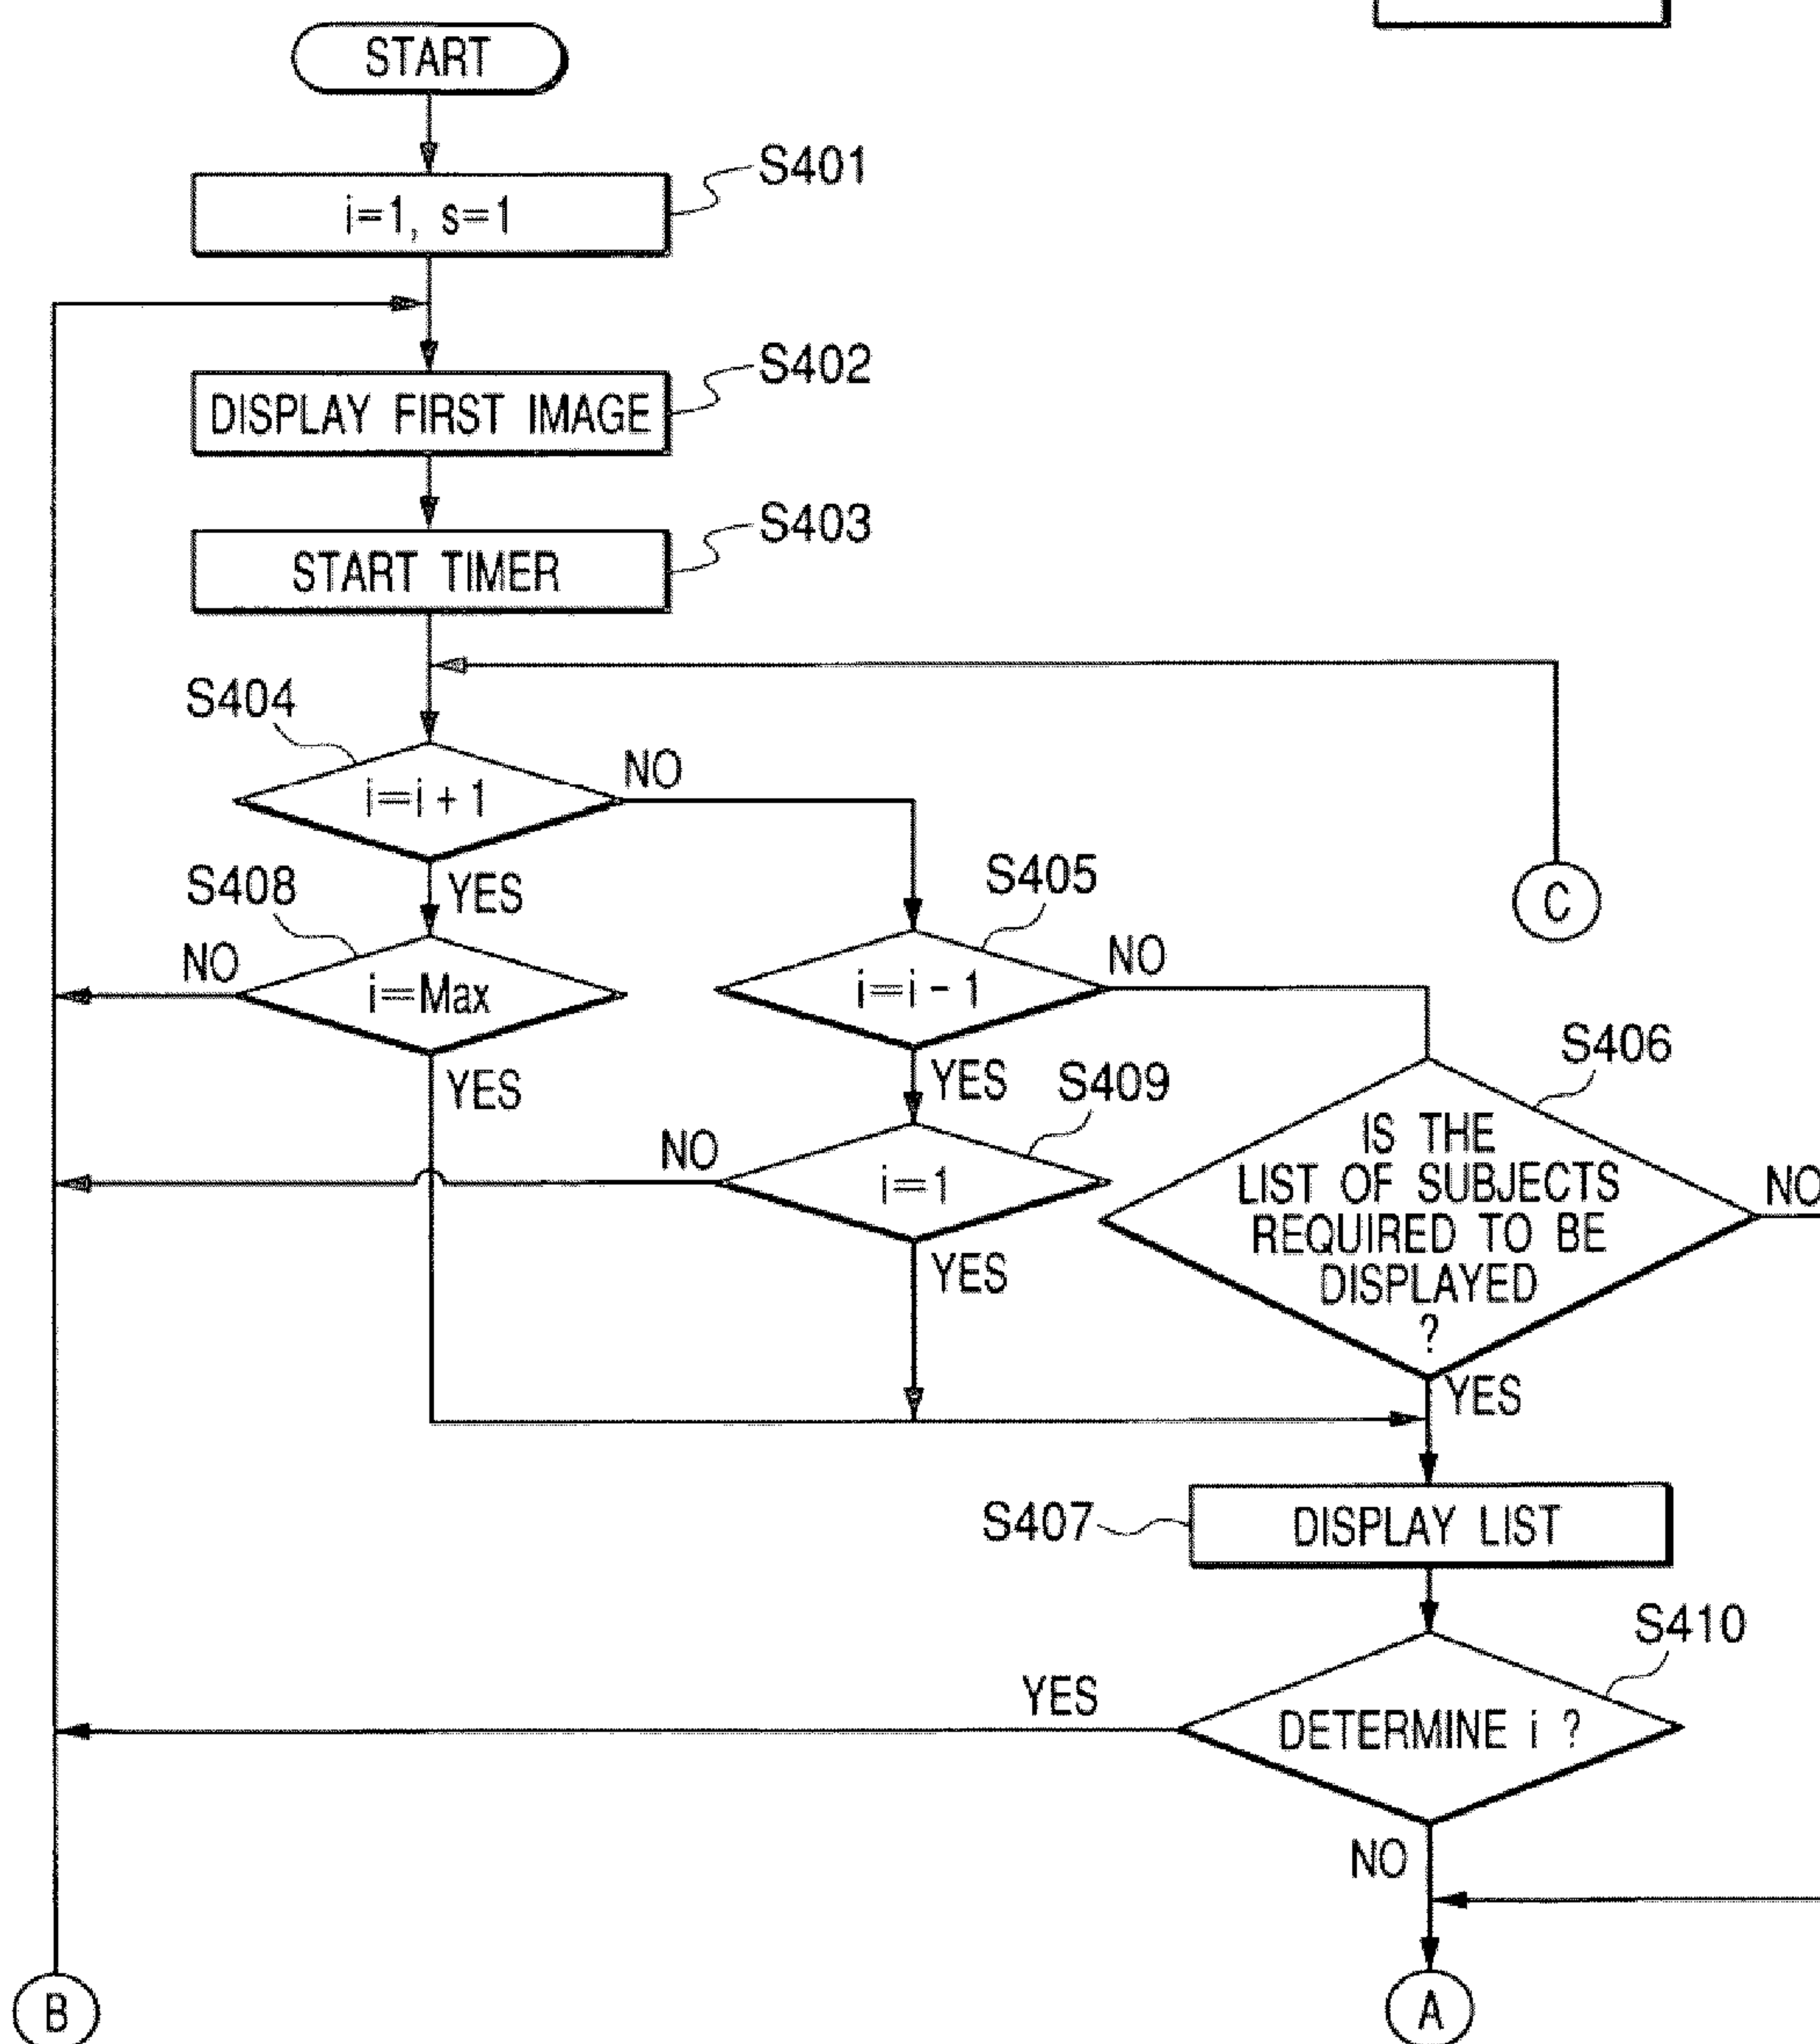 START
S401
i=1, s=1
S402
DISPLAY FIRST IMAGE
S403
START TIMER
S404
i=i+1
NO
YES
S408
NO
i=Max
YES
S405
i=i-1
NO
YES
S409
NO
i=1
YES
C
S406
IS THE
LIST OF SUBJECTS
REQUIRED TO BE
DISPLAYED
?
NO
YES
S407
DISPLAY LIST
S410
YES
DETERMINE i ?
NO
B
A